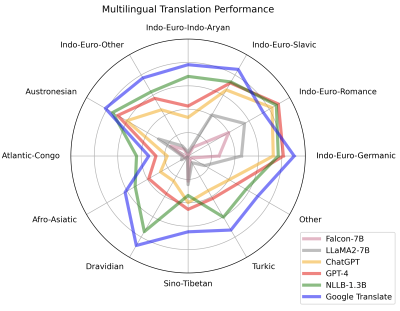 Multilingual Translation Performance
Indo-Euro-Indo-Aryan
Indo-Euro-Other
Indo-Euro-Slavic
Austronesian
Indo-Euro-Romance
Atlantic-Congo
Indo-Euro-Germanic
Afro-Asiatic
Other
Dravidian
Turkic
Sino-Tibetan
Falcon-7B
LLaMA2-7B
ChatGPT
GPT-4
NLLB-1.3B
Google Translate